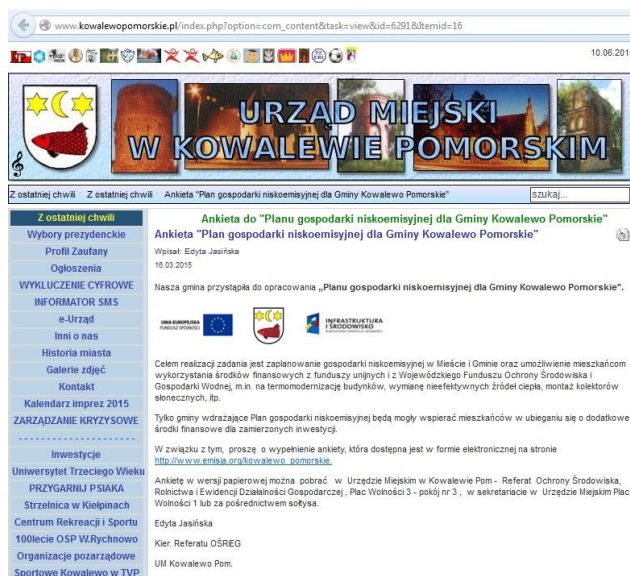 www.kowalewopomorskie.pl/index.php?option=com_content&task=view&id=6291&Itemid=16
10.06.201
URZĄD MIEJSKI
W KOWALEWIE POMORSKIM
Z ostatniej chwili Z ostatniej chwili Ankieta "Plan gospodarki niskoemisyjnej dla Gminy Kowalewo Pomorskie"
szukaj...
Z ostatniej chwili
Wybory prezydenckie
Profil Zaufany
Ogłoszenia
WYKLUCZENIE CYFROWE
INFORMATOR SMS
e-Urząd
Inni o nas
Historia miasta
Galerie zdjęć
Kontakt
Kalendarz imprez 2015
ZARZĄDZANIE KRYZYSOWE
- - - - - - - - - - - - - - - - -
Inwestycje
Uniwersytet Trzeciego Wieku
PRZYGARNIJ PSIAKA
Strzelnica w Kiełpinach
Centrum Rekreacji i Sportu
100lecie OSP W.Rychnowo
Organizacje pozarządowe
Sportowe Kowalewo w TVP
Ankieta do "Planu gospodarki niskoemisyjnej dla Gminy Kowalewo Pomorskie"
Ankieta "Plan gospodarki niskoemisyjnej dla Gminy Kowalewo Pomorskie"
Wpisał: Edyta Jasińska
16.03.2015
Nasza gmina przystąpiła do opracowania „Planu gospodarki niskoemisyjnej dla Gminy Kowalewo Pomorskie".
UNIA EUROPEJSKA
FUNDUSZ SPÓJNOŚCI
INFRASTRUKTURA
I ŚRODOWISKO
Celem realizacji zadania jest zaplanowanie gospodarki niskoemisyjnej w Mieście i Gminie oraz umożliwienie mieszkańcom
wykorzystania środków finansowych z funduszy unijnych i z Wojewódzkiego Funduszu Ochrony Środowiska i
Gospodarki Wodnej, m.in. na termomodernizację budynków, wymianę nieefektywnych źródeł ciepła, montaż kolektorów
słonecznych, itp.
Tylko gminy wdrażające Plan gospodarki niskoemisyjnej będą mogły wspierać mieszkańców w ubieganiu się o dodatkowe
środki finansowe dla zamierzonych inwestycji.
W związku z tym, proszę o wypełnienie ankiety, która dostępna jest w formie elektronicznej na stronie
http://www.emisja.org/kowalewo_pomorskie.
Ankietę w wersji papierowej można pobrać w Urzędzie Miejskim w Kowalewie Pom - Referat Ochrony Środowiska,
Rolnictwa i Ewidencji Działalności Gospodarczej , Plac Wolności 3 - pokój nr 3 , w sekretariacie w Urzędzie Miejskim Plac
Wolności 1 lub za pośrednictwem sołtysa.
Edyta Jasińska
Kier. Referatu OŚRiEG
UM Kowalewo Pom.